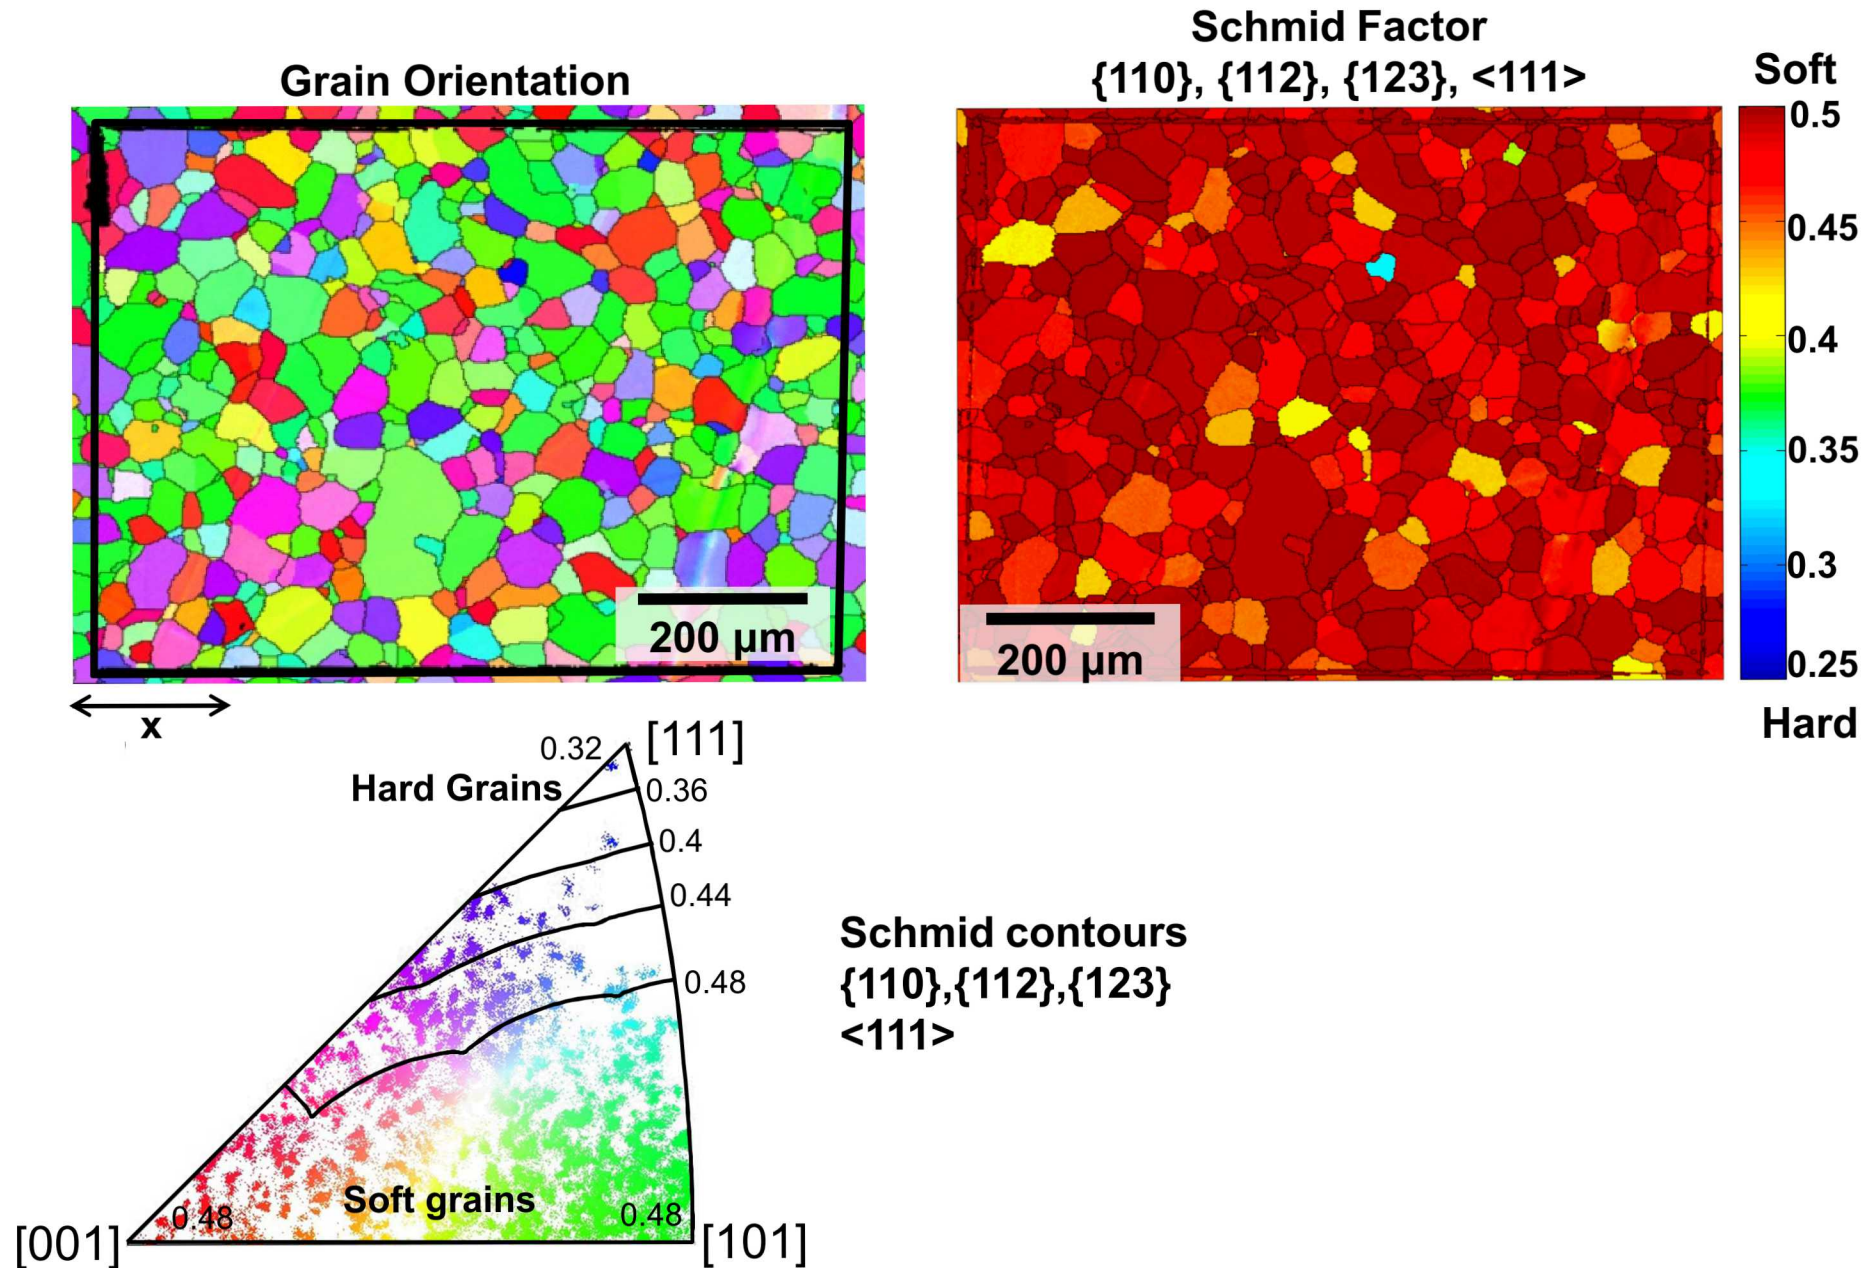 Grain Orientation
200 µm
x
Schmid Factor
{110}, {112}, {123}, <111>
200 µm
Soft
0.5
0.45
0.4
0.35
0.3
0.25
Hard
0.32
[111]
Hard Grains
0.36
0.4
0.44
0.48
Soft grains
0.48
0.48
[001]
[101]
Schmid contours
{110},{112},{123}
<111>